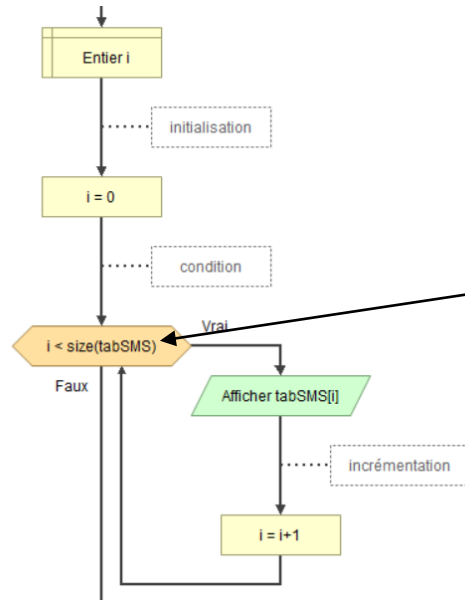 Entier i
initialisation
i = 0
condition
i < size(tabSMS)
Vrai
Faux
Afficher tabSMS[i]
incrémentation
i = i+1